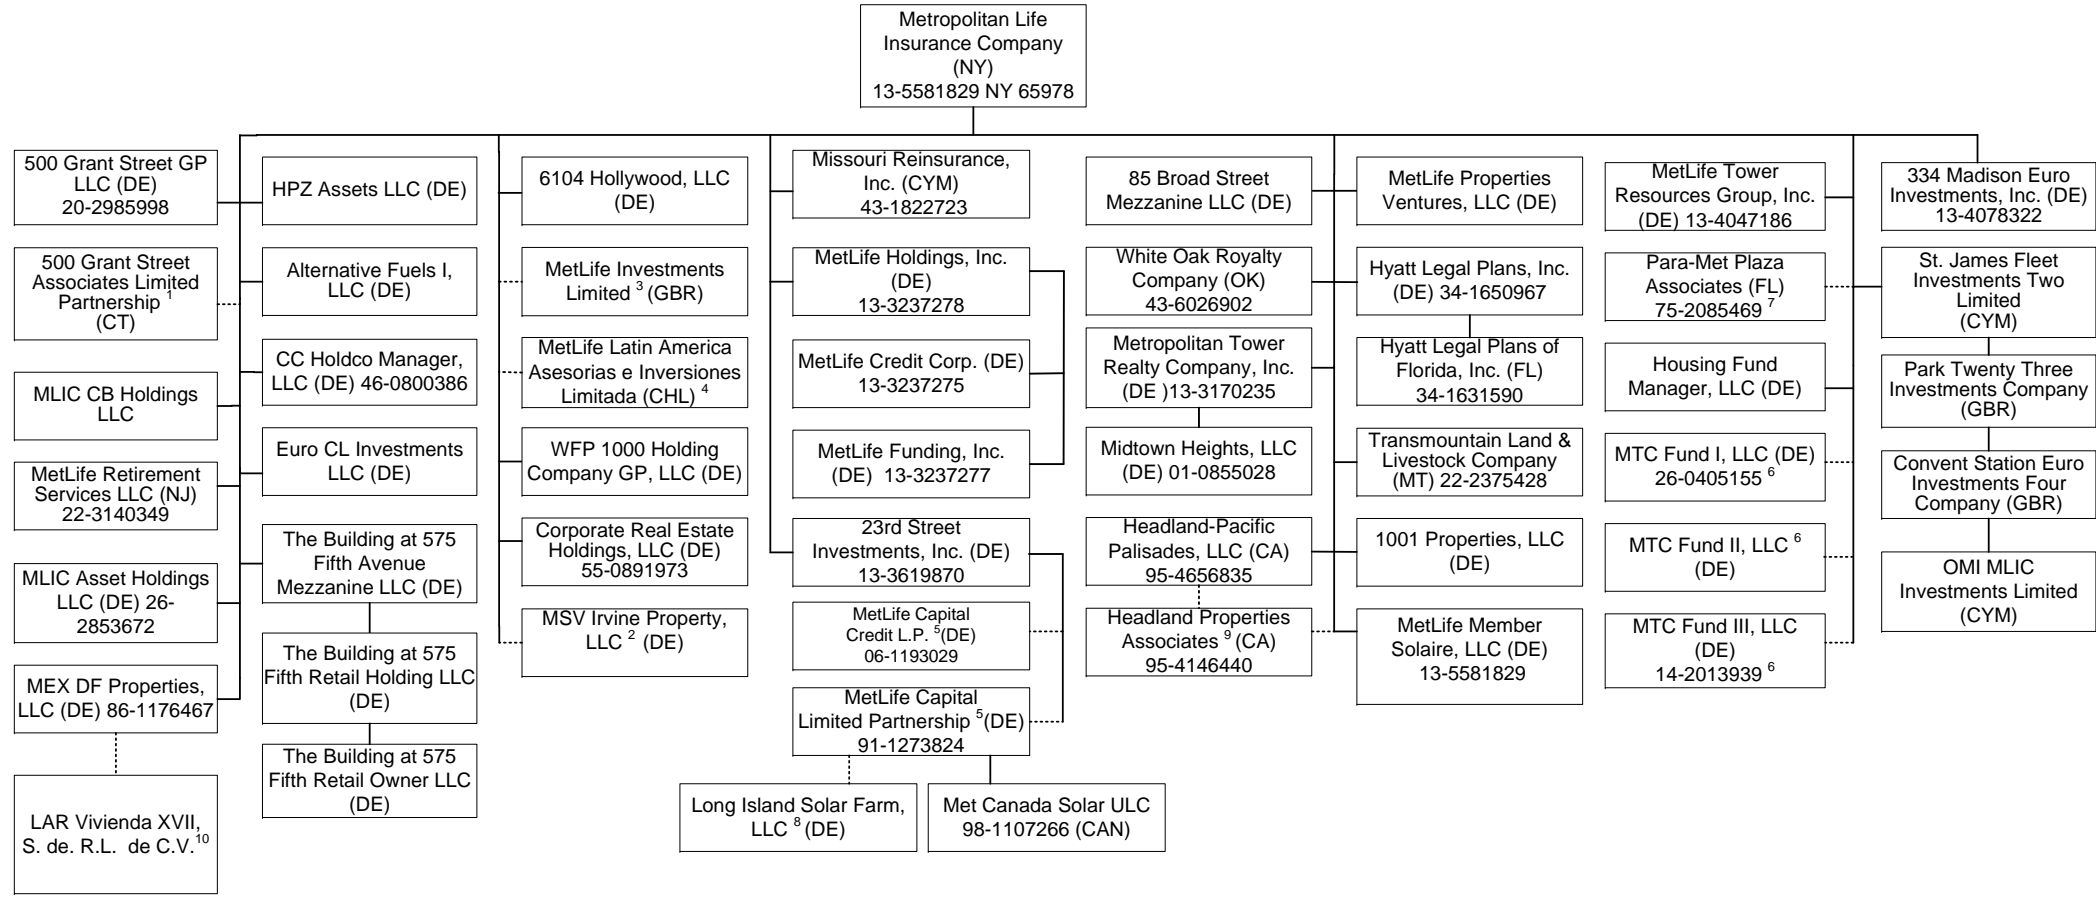 Metropolitan Life
Insurance Company
(NY)
13-5581829 NY 65978
500 Grant Street GP
LLC (DE)
20-2985998
500 Grant Street
Associates Limited
Partnership 1
(CT)
MLIC CB Holdings
LLC
MetLife Retirement
Services LLC (NJ)
22-3140349
MLIC Asset Holdings
LLC (DE) 26-
2853672
MEX DF Properties,
LLC (DE) 86-1176467
LAR Vivienda XVII,
S. de. R.L. de C.V.10
HPZ Assets LLC (DE)
Alternative Fuels I,
LLC (DE)
CC Holdco Manager,
LLC (DE) 46-0800386
Euro CL Investments
LLC (DE)
The Building at 575
Fifth Avenue
Mezzanine LLC (DE)
The Building at 575
Fifth Retail Holding LLC
(DE)
The Building at 575
Fifth Retail Owner LLC
(DE)
6104 Hollywood, LLC
(DE)
MetLife Investments
Limited 3 (GBR)
MetLife Latin America
Asesorias e Inversiones
Limitada (CHL) 4
WFP 1000 Holding
Company GP, LLC (DE)
Corporate Real Estate
Holdings, LLC (DE)
55-0891973
MSV Irvine Property,
LLC 2 (DE)
Missouri Reinsurance,
Inc. (CYM)
43-1822723
MetLife Holdings, Inc.
(DE)
13-3237278
MetLife Credit Corp. (DE)
13-3237275
MetLife Funding, Inc.
(DE) 13-3237277
23rd Street
Investments, Inc. (DE)
13-3619870
MetLife Capital
Credit L.P. 5(DE)
06-1193029
MetLife Capital
Limited Partnership 5(DE)
91-1273824
Long Island Solar Farm,
LLC 8 (DE)
Met Canada Solar ULC
98-1107266 (CAN)
85 Broad Street
Mezzanine LLC (DE)
White Oak Royalty
Company (OK)
43-6026902
Metropolitan Tower
Realty Company, Inc.
(DE )13-3170235
Midtown Heights, LLC
(DE) 01-0855028
Headland-Pacific
Palisades, LLC (CA)
95-4656835
Headland Properties
Associates 9 (CA)
95-4146440
MetLife Properties
Ventures, LLC (DE)
Hyatt Legal Plans, Inc.
(DE) 34-1650967
Hyatt Legal Plans of
Florida, Inc. (FL)
34-1631590
Transmountain Land &
Livestock Company
(MT) 22-2375428
1001 Properties, LLC
(DE)
MetLife Member
Solaire, LLC (DE)
13-5581829
MetLife Tower
Resources Group, Inc.
(DE) 13-4047186
Para-Met Plaza
Associates (FL)
75-2085469 7
Housing Fund
Manager, LLC (DE)
MTC Fund I, LLC (DE)
26-0405155 6
MTC Fund II, LLC 6
(DE)
MTC Fund III, LLC
(DE)
14-2013939 6
334 Madison Euro
Investments, Inc. (DE)
13-4078322
St. James Fleet
Investments Two
Limited
(CYM)
Park Twenty Three
Investments Company
(GBR)
Convent Station Euro
Investments Four
Company (GBR)
OMI MLIC
Investments Limited
(CYM)